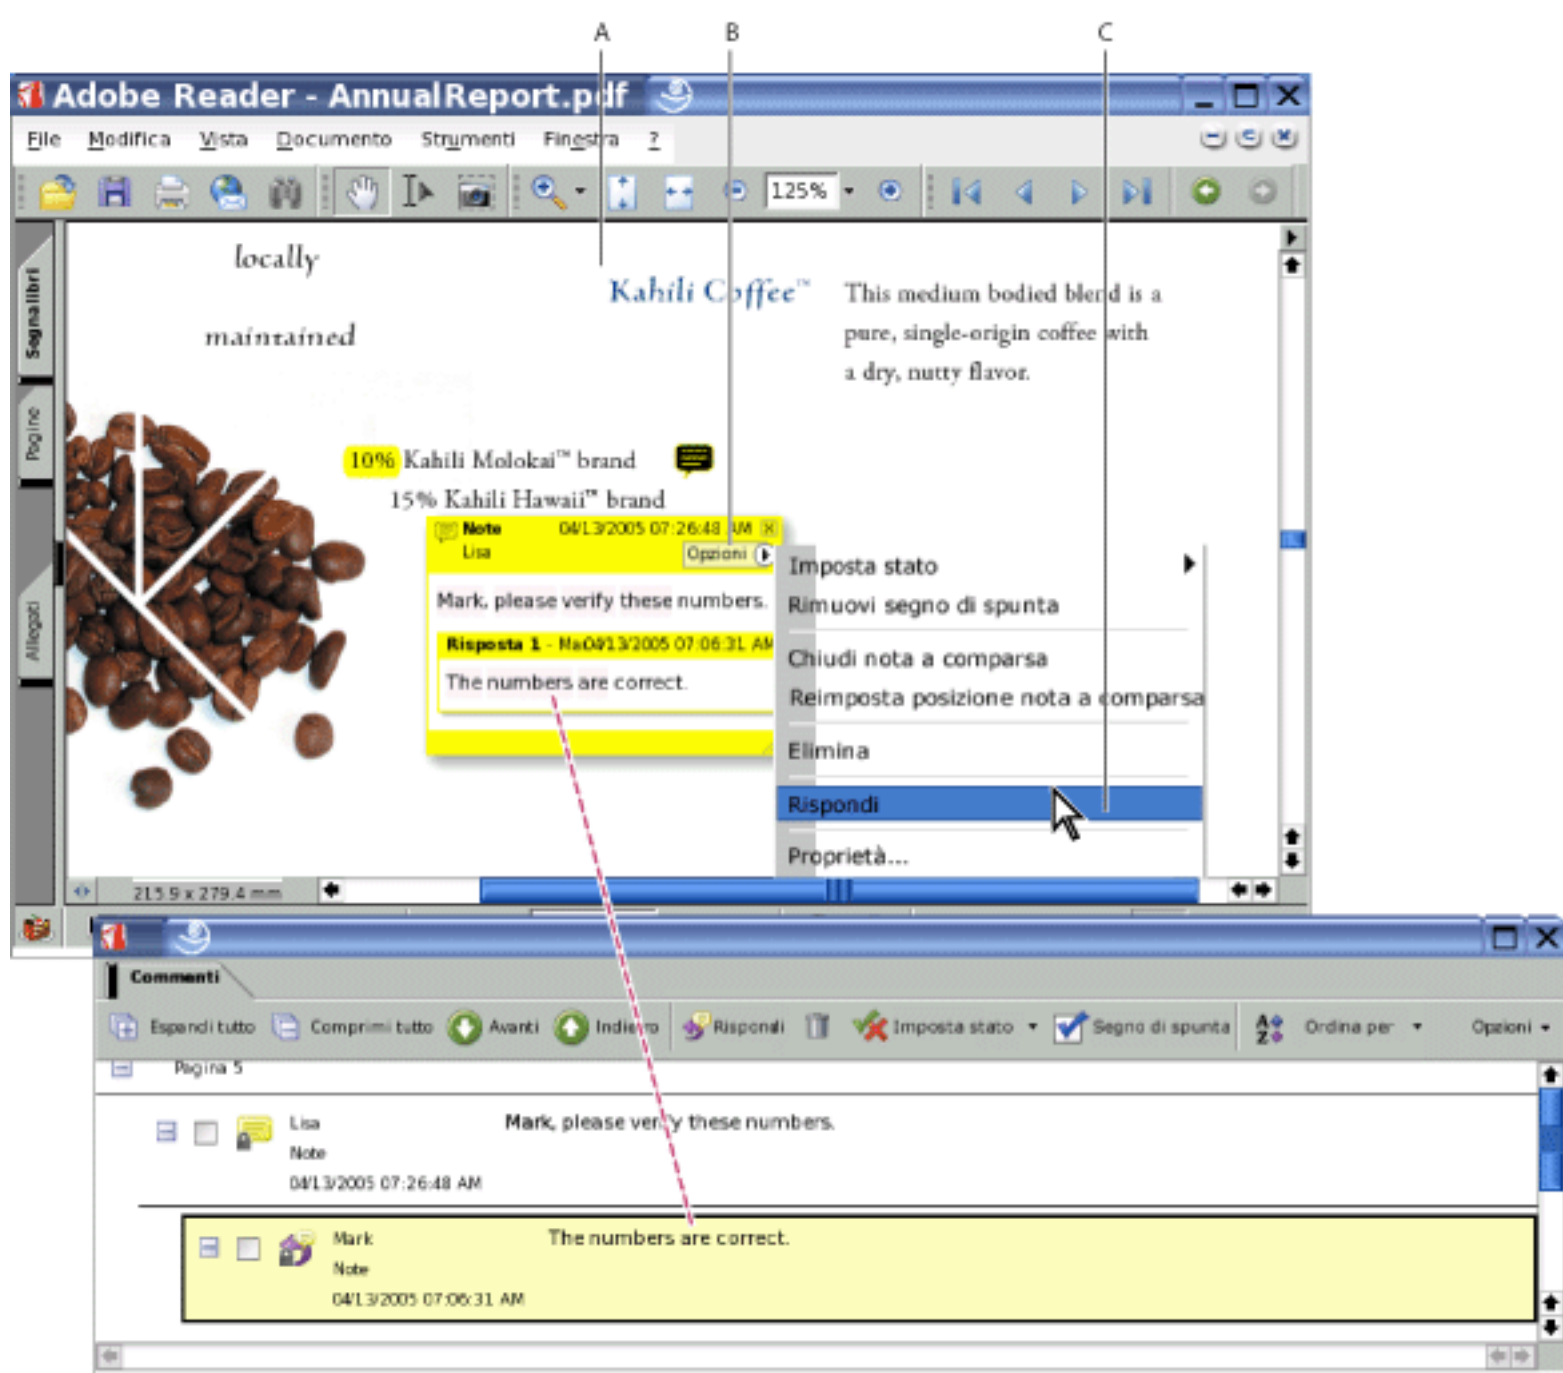 A B C
Adobe Reader - AnnualReport.pdf
File Modifica Vista Documento Strumenti Finestra ?
125%
Segnalibri
Pagine
Allegati
locally
maintained
Kahili Coffee™
This medium bodied blend is a
pure, single-origin coffee with
a dry, nutty flavor.
10% Kahili Molokai™ brand
15% Kahili Hawaii™ brand
Note 04/13/2005 07:26:48 AM
Lisa Opzioni
Mark, please verify these numbers.
Risposta 1 - Ma04/13/2005 07:06:31 AM
The numbers are correct.
Imposta stato
Rimuovi segno di spunta
Chiudi nota a comparsa
Reimposta posizione nota a comparsa
Elimina
Rispondi
Proprietà...
215.9 x 279.4 mm
Commenti
Espandi tutto Comprimi tutto Avanti Indietro Rispondi Imposta stato Segno di spunta Ordina per Opzioni
Pagina 5
Lisa Mark, please verify these numbers.
Note
04/13/2005 07:26:48 AM
Mark The numbers are correct.
Note
04/13/2005 07:06:31 AM